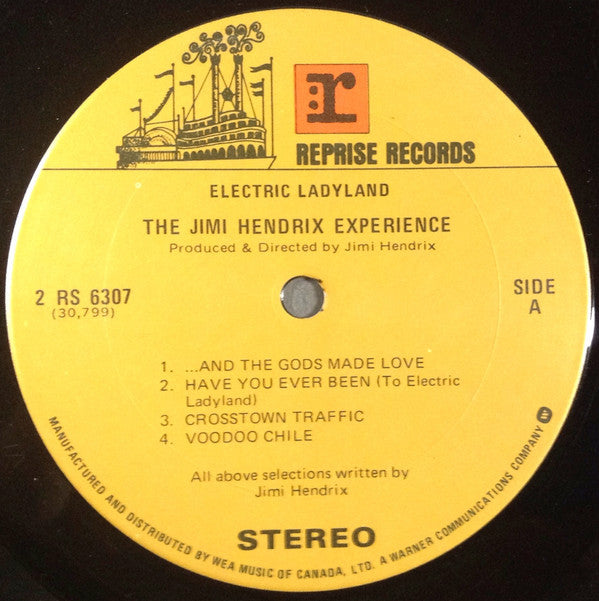 r
REPRISE RECORDS
ELECTRIC LADYLAND
THE JIMI HENDRIX EXPERIENCE
Produced & Directed by Jimi Hendrix
2 RS 6307
(30,799)
SIDE
A
1. ...AND THE GODS MADE LOVE
2. HAVE YOU EVER BEEN (To Electric
Ladyland)
3. CROSSTOWN TRAFFIC
4. VOODOO CHILE
All above selections written by
Jimi Hendrix
STEREO
MANUFACTURED AND DISTRIBUTED BY WEA MUSIC OF CANADA, LTD. A WARNER COMMUNICATIONS COMPANY